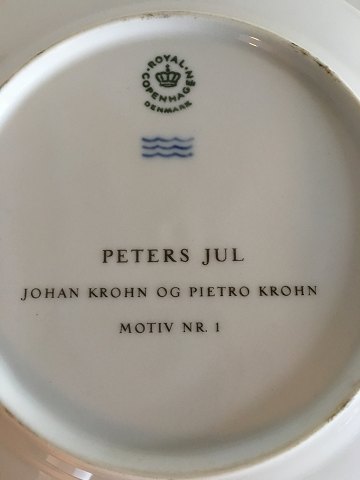 ROYAL
COPENHAGEN
DENMARK
PETERS JUL
JOHAN KROHN OG PIETRO KROHN
MOTIV NR. 1